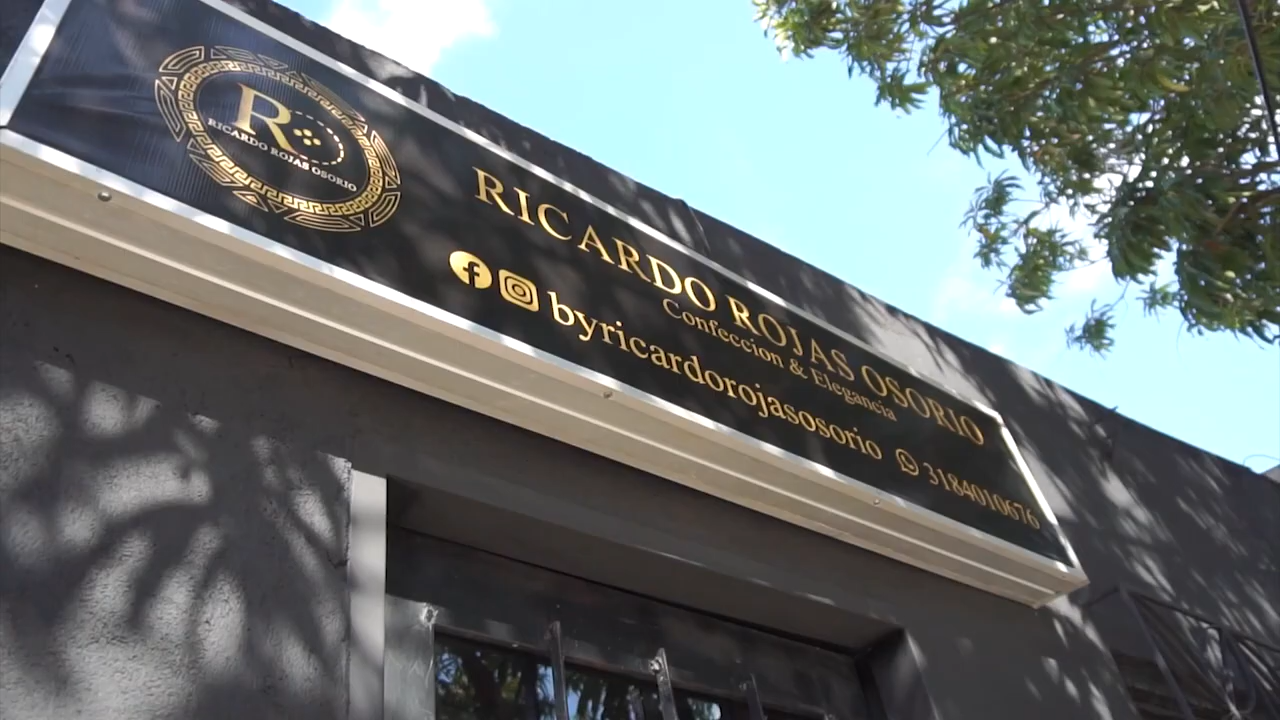 R
RICARDO ROJAS OSORIO
RICARDO ROJAS OSORIO
Confeccion & Elegancia
byricardorojasosorio 3184010676